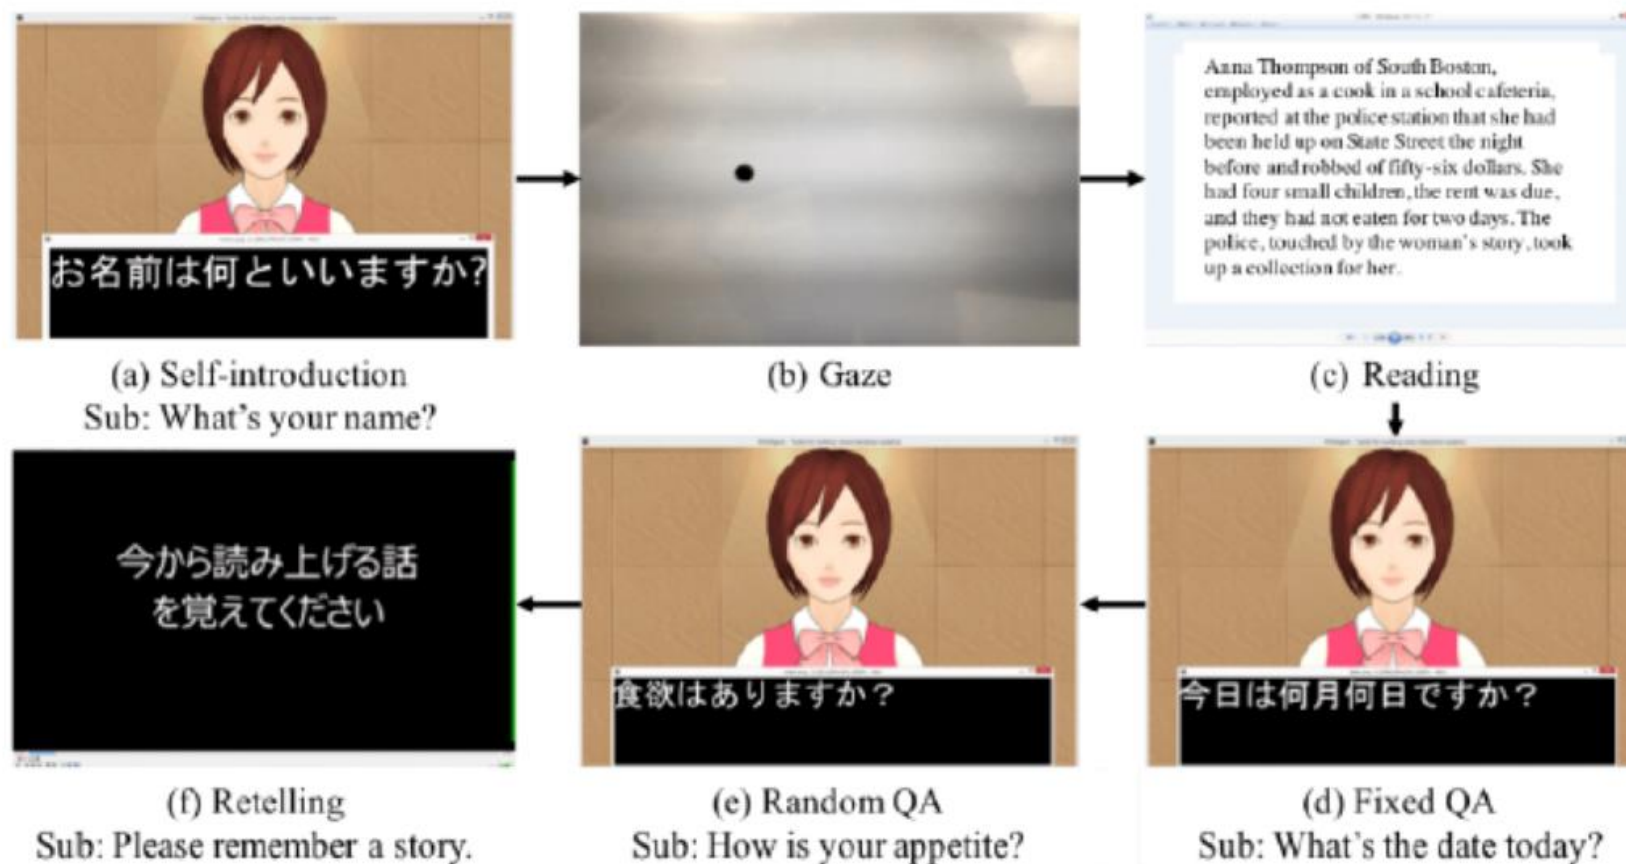 お名前は何といいますか?
(a) Self-introduction
Sub: What's your name?
(b) Gaze
Anna Thompson of South Boston,
employed as a cook in a school cafeteria,
reported at the police station that she had
been held up on State Street the night
before and robbed of fifty-six dollars. She
had four small children, the rent was due,
and they had not eaten for two days. The
police, touched by the woman's story, took
up a collection for her.
(c) Reading
今日は何月何日ですか?
(d) Fixed QA
Sub: What's the date today?
食欲はありますか?
(e) Random QA
Sub: How is your appetite?
今から読み上げる話
を覚えてください
(f) Retelling
Sub: Please remember a story.